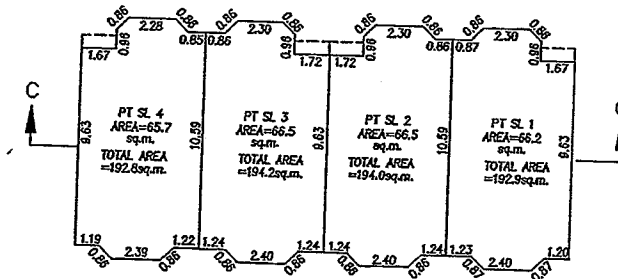 0.86 2.28 0.86 0.86 2.30 0.86 0.86 2.30 0.86 0.86 2.30 0.86
0.96 0.85 0.86 0.96 0.96 0.86 0.87 0.96
1.67 1.72 1.72 1.67
C
9.63
PT SL 4
AREA=65.7
sq.m.
TOTAL AREA
=192.8sq.m.
10.59
PT SL 3
AREA=66.5
sq.m.
TOTAL AREA
=194.2sq.m.
9.63
PT SL 2
AREA=66.5
sq.m.
TOTAL AREA
=194.0sq.m.
10.59
PT SL 1
AREA=66.2
sq.m.
TOTAL AREA
=192.9sq.m.
9.63
1.19 1.22 1.24 1.24 1.24 1.24 1.23 1.20
0.86 2.39 0.86 0.86 2.40 0.86 0.86 2.40 0.86 0.87 2.40 0.87